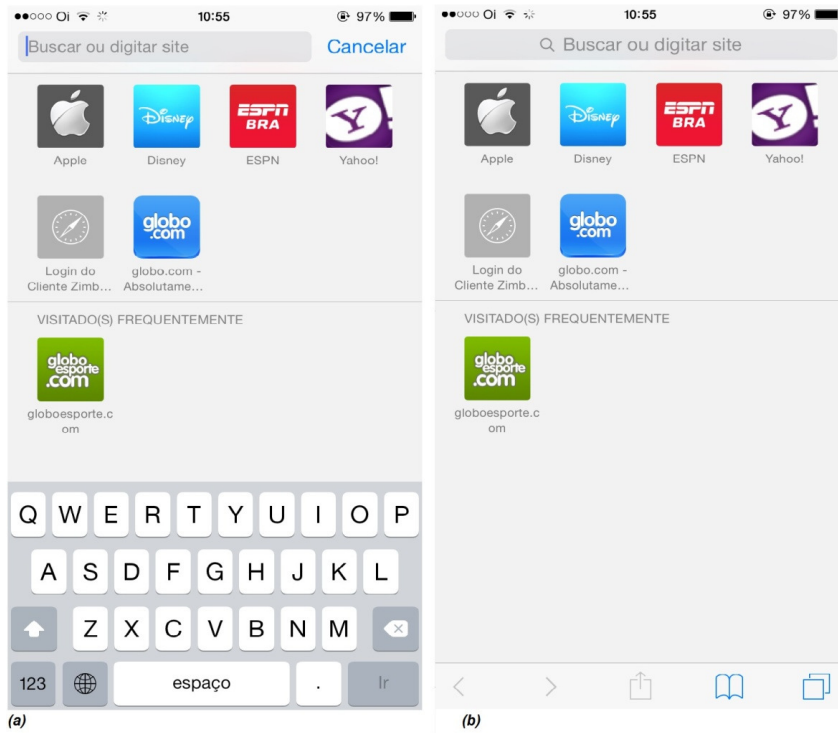 Oi 10:55 97%
Buscar ou digitar site Cancelar
Disney ESPN BRA Y!
Apple Disney ESPN Yahoo!
globo
.com
Login do globo.com -
Cliente Zimb... Absolutame...
VISITADO(S) FREQUENTEMENTE
globo
esporte
.com
globoesporte.c
om
Q W E R T Y U I O P
A S D F G H J K L
Z X C V B N M
123 espaço . Ir
(a)
Oi 10:55 97%
Buscar ou digitar site
Disney ESPN BRA Y!
Apple Disney ESPN Yahoo!
globo
.com
Login do globo.com -
Cliente Zimb... Absolutame...
VISITADO(S) FREQUENTEMENTE
globo
esporte
.com
globoesporte.c
om
(b)